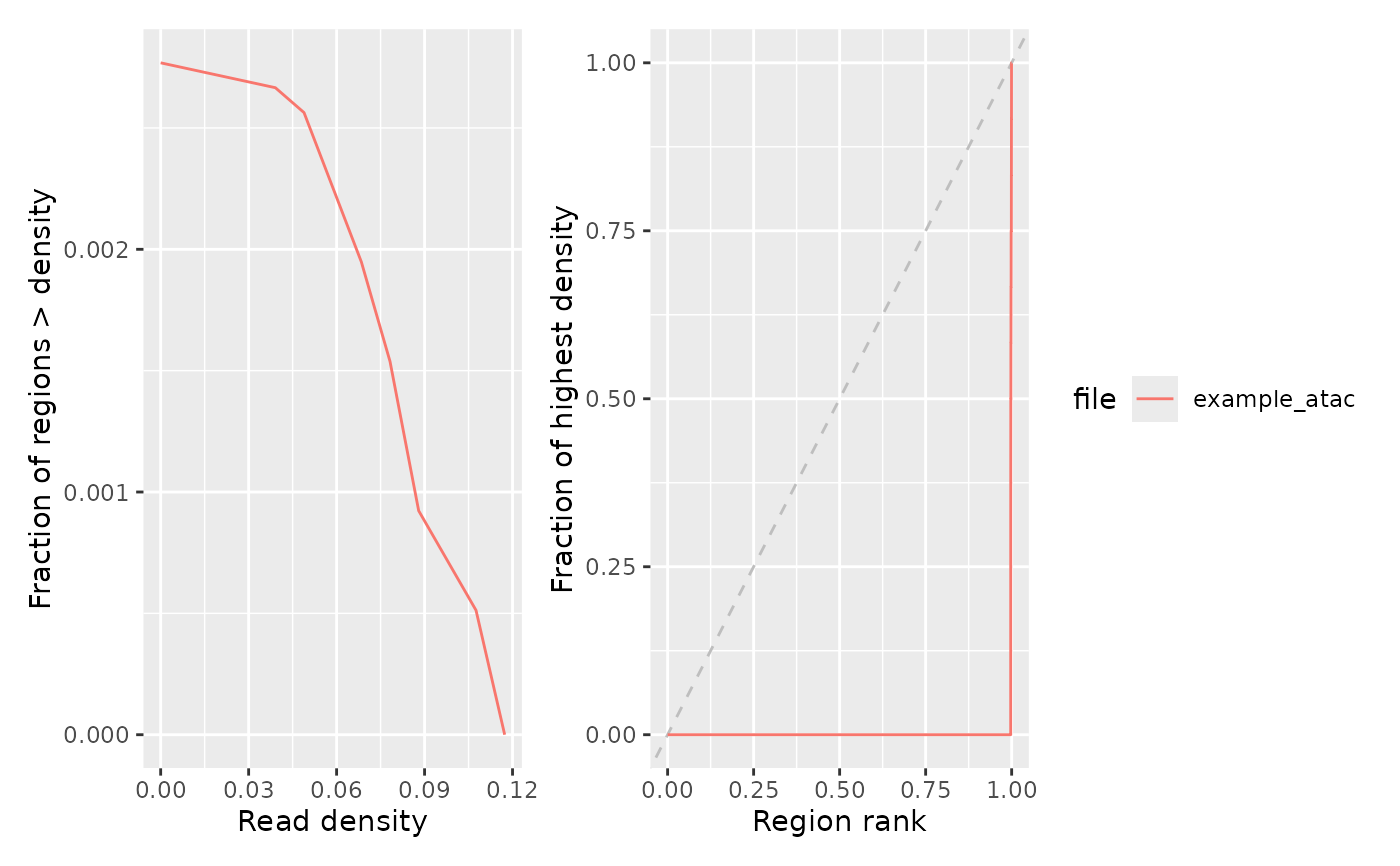 Fraction of regions > density
0.002
0.001
0.000
0.00 0.03 0.06 0.09 0.12
Read density
Fraction of highest density
1.00
0.75
0.50
0.25
0.00
0.00 0.25 0.50 0.75 1.00
Region rank
file
example_atac